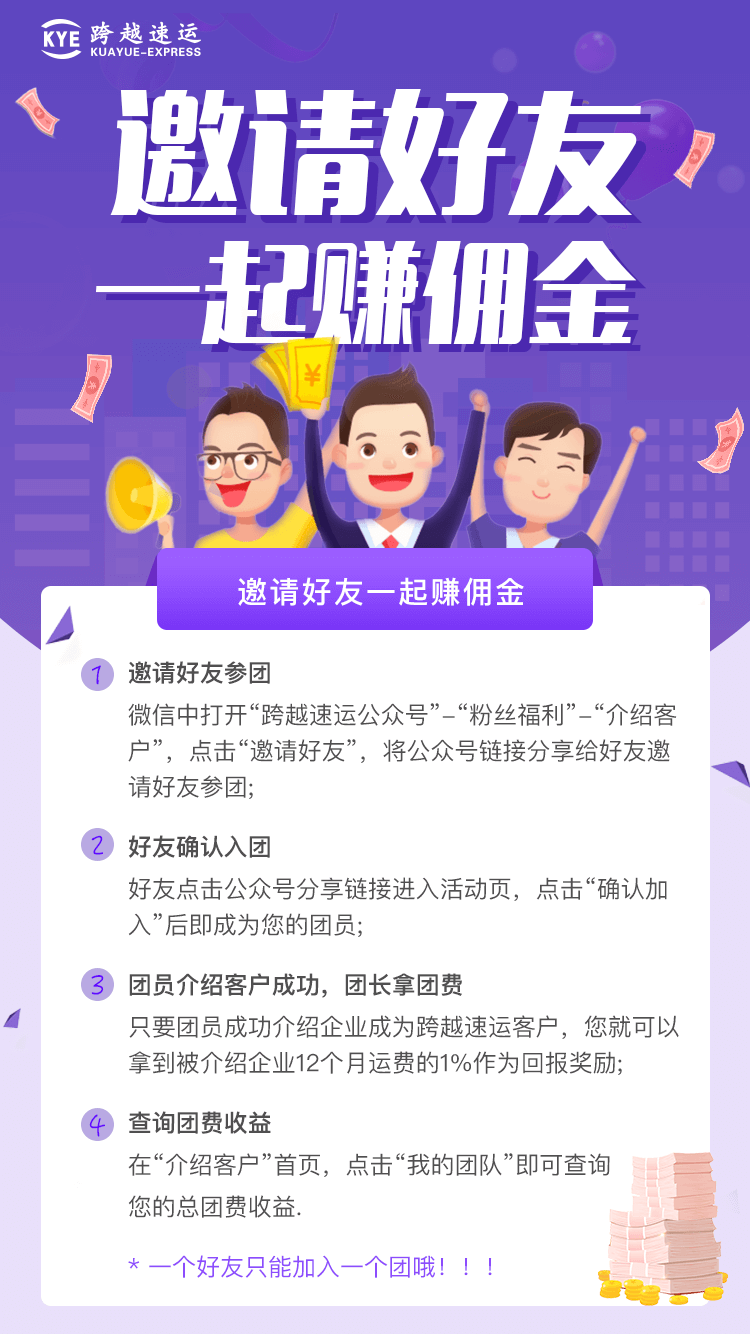 KYE 跨越速运
KUAYUE-EXPRESS
邀请好友
一起赚佣金
¥
邀请好友一起赚佣金
1 邀请好友参团
微信中打开“跨越速运公众号”–“粉丝福利”–“介绍客
户”，点击“邀请好友”，将公众号链接分享给好友邀
请好友参团;
2 好友确认入团
好友点击公众号分享链接进入活动页，点击“确认加
入”后即成为您的团员;
3 团员介绍客户成功，团长拿团费
只要团员成功介绍企业成为跨越速运客户，您就可以
拿到被介绍企业12个月运费的1%作为回报奖励;
4 查询团费收益
在“介绍客户”首页，点击“我的团队”即可查询
您的总团费收益.
* 一个好友只能加入一个团哦！！！